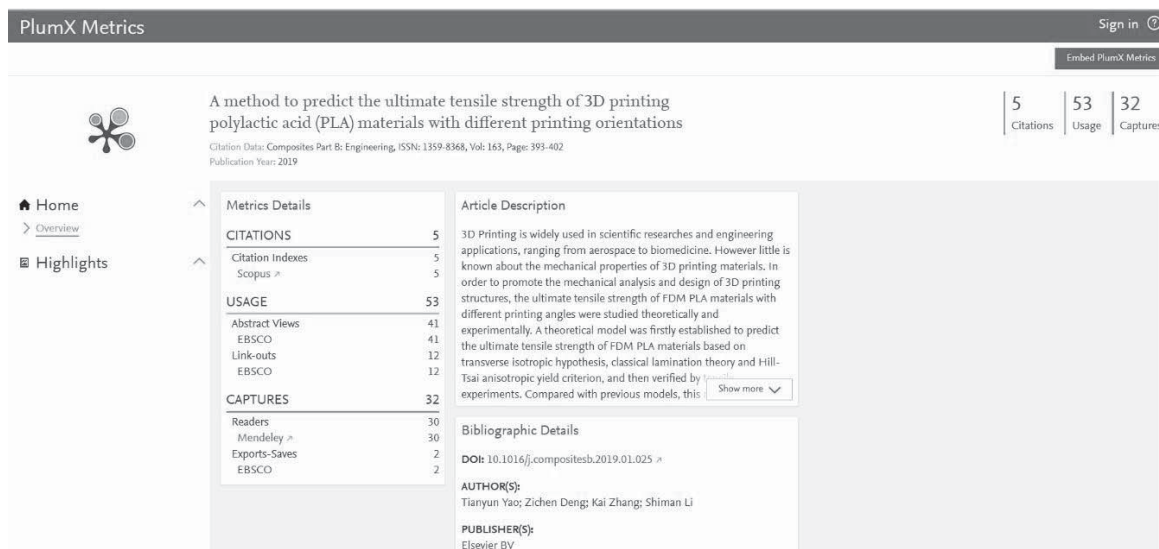 PlumX Metrics
Sign in
Embed PlumX Metrics
A method to predict the ultimate tensile strength of 3D printing
polylactic acid (PLA) materials with different printing orientations
Citation Data: Composites Part B: Engineering, ISSN: 1359-8368, Vol: 163, Page: 393-402
Publication Year: 2019
5 53 32
Citations Usage Captures
Home
Overview
Highlights
Metrics Details
CITATIONS 5
Citation Indexes 5
Scopus 5
USAGE 53
Abstract Views 41
EBSCO 41
Link-outs 12
EBSCO 12
CAPTURES 32
Readers 30
Mendeley 30
Exports-Saves 2
EBSCO 2
Article Description
3D Printing is widely used in scientific researches and engineering
applications, ranging from aerospace to biomedicine. However little is
known about the mechanical properties of 3D printing materials. In
order to promote the mechanical analysis and design of 3D printing
structures, the ultimate tensile strength of FDM PLA materials with
different printing angles were studied theoretically and
experimentally. A theoretical model was firstly established to predict
the ultimate tensile strength of FDM PLA materials based on
transverse isotropic hypothesis, classical lamination theory and Hill-
Tsai anisotropic yield criterion, and then verified by
experiments. Compared with previous models, this
Show more
Bibliographic Details
DOI: 10.1016/j.compositesb.2019.01.025
AUTHOR(S):
Tianyun Yao; Zichen Deng; Kai Zhang; Shiman Li
PUBLISHER(S):
Elsevier BV